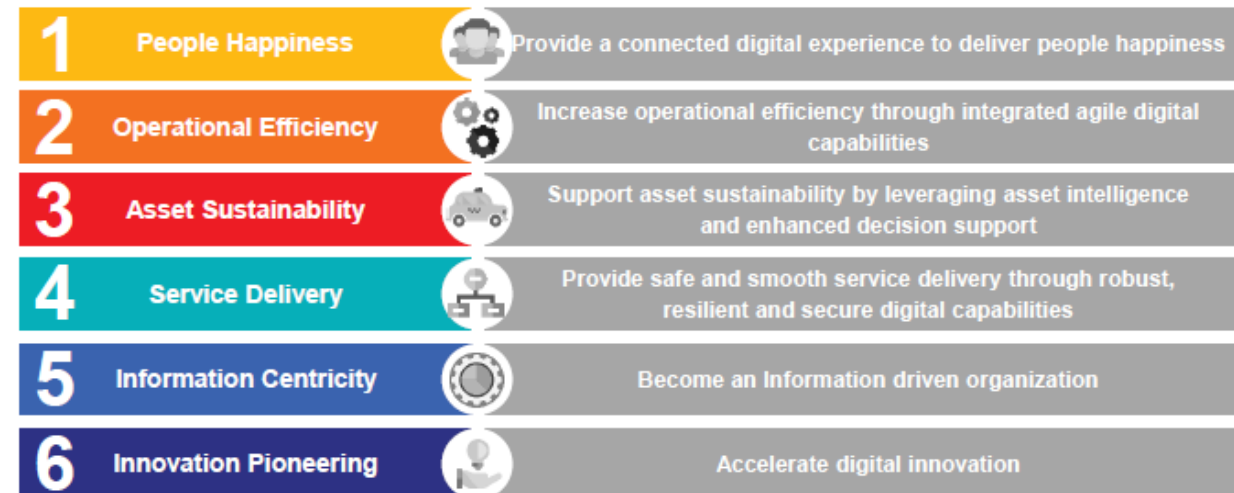 1
People Happiness
Provide a connected digital experience to deliver people happiness
2
Operational Efficiency
Increase operational efficiency through integrated agile digital
capabilities
3
Asset Sustainability
Support asset sustainability by leveraging asset intelligence
and enhanced decision support
4
Service Delivery
Provide safe and smooth service delivery through robust,
resilient and secure digital capabilities
5
Information Centricity
Become an Information driven organization
6
Innovation Pioneering
Accelerate digital innovation